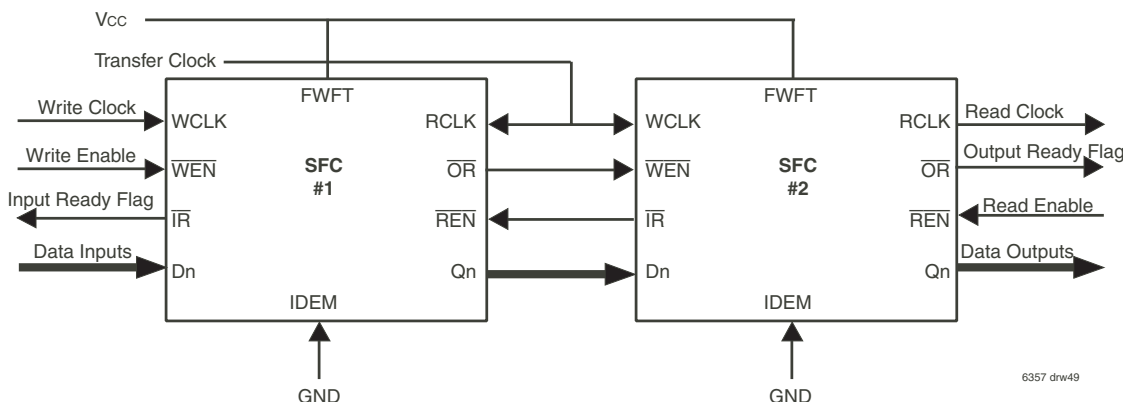 VCC
Transfer Clock
FWFT
FWFT
Write Clock
WCLK
RCLK
WCLK
RCLK
Read Clock
Write Enable
WEN
SFC
#1
OR
WEN
SFC
#2
OR
Output Ready Flag
Input Ready Flag
IR
REN
IR
REN
Read Enable
Data Inputs
Dn
Qn
Dn
Qn
Data Outputs
IDEM
IDEM
GND
GND
6357 drw49